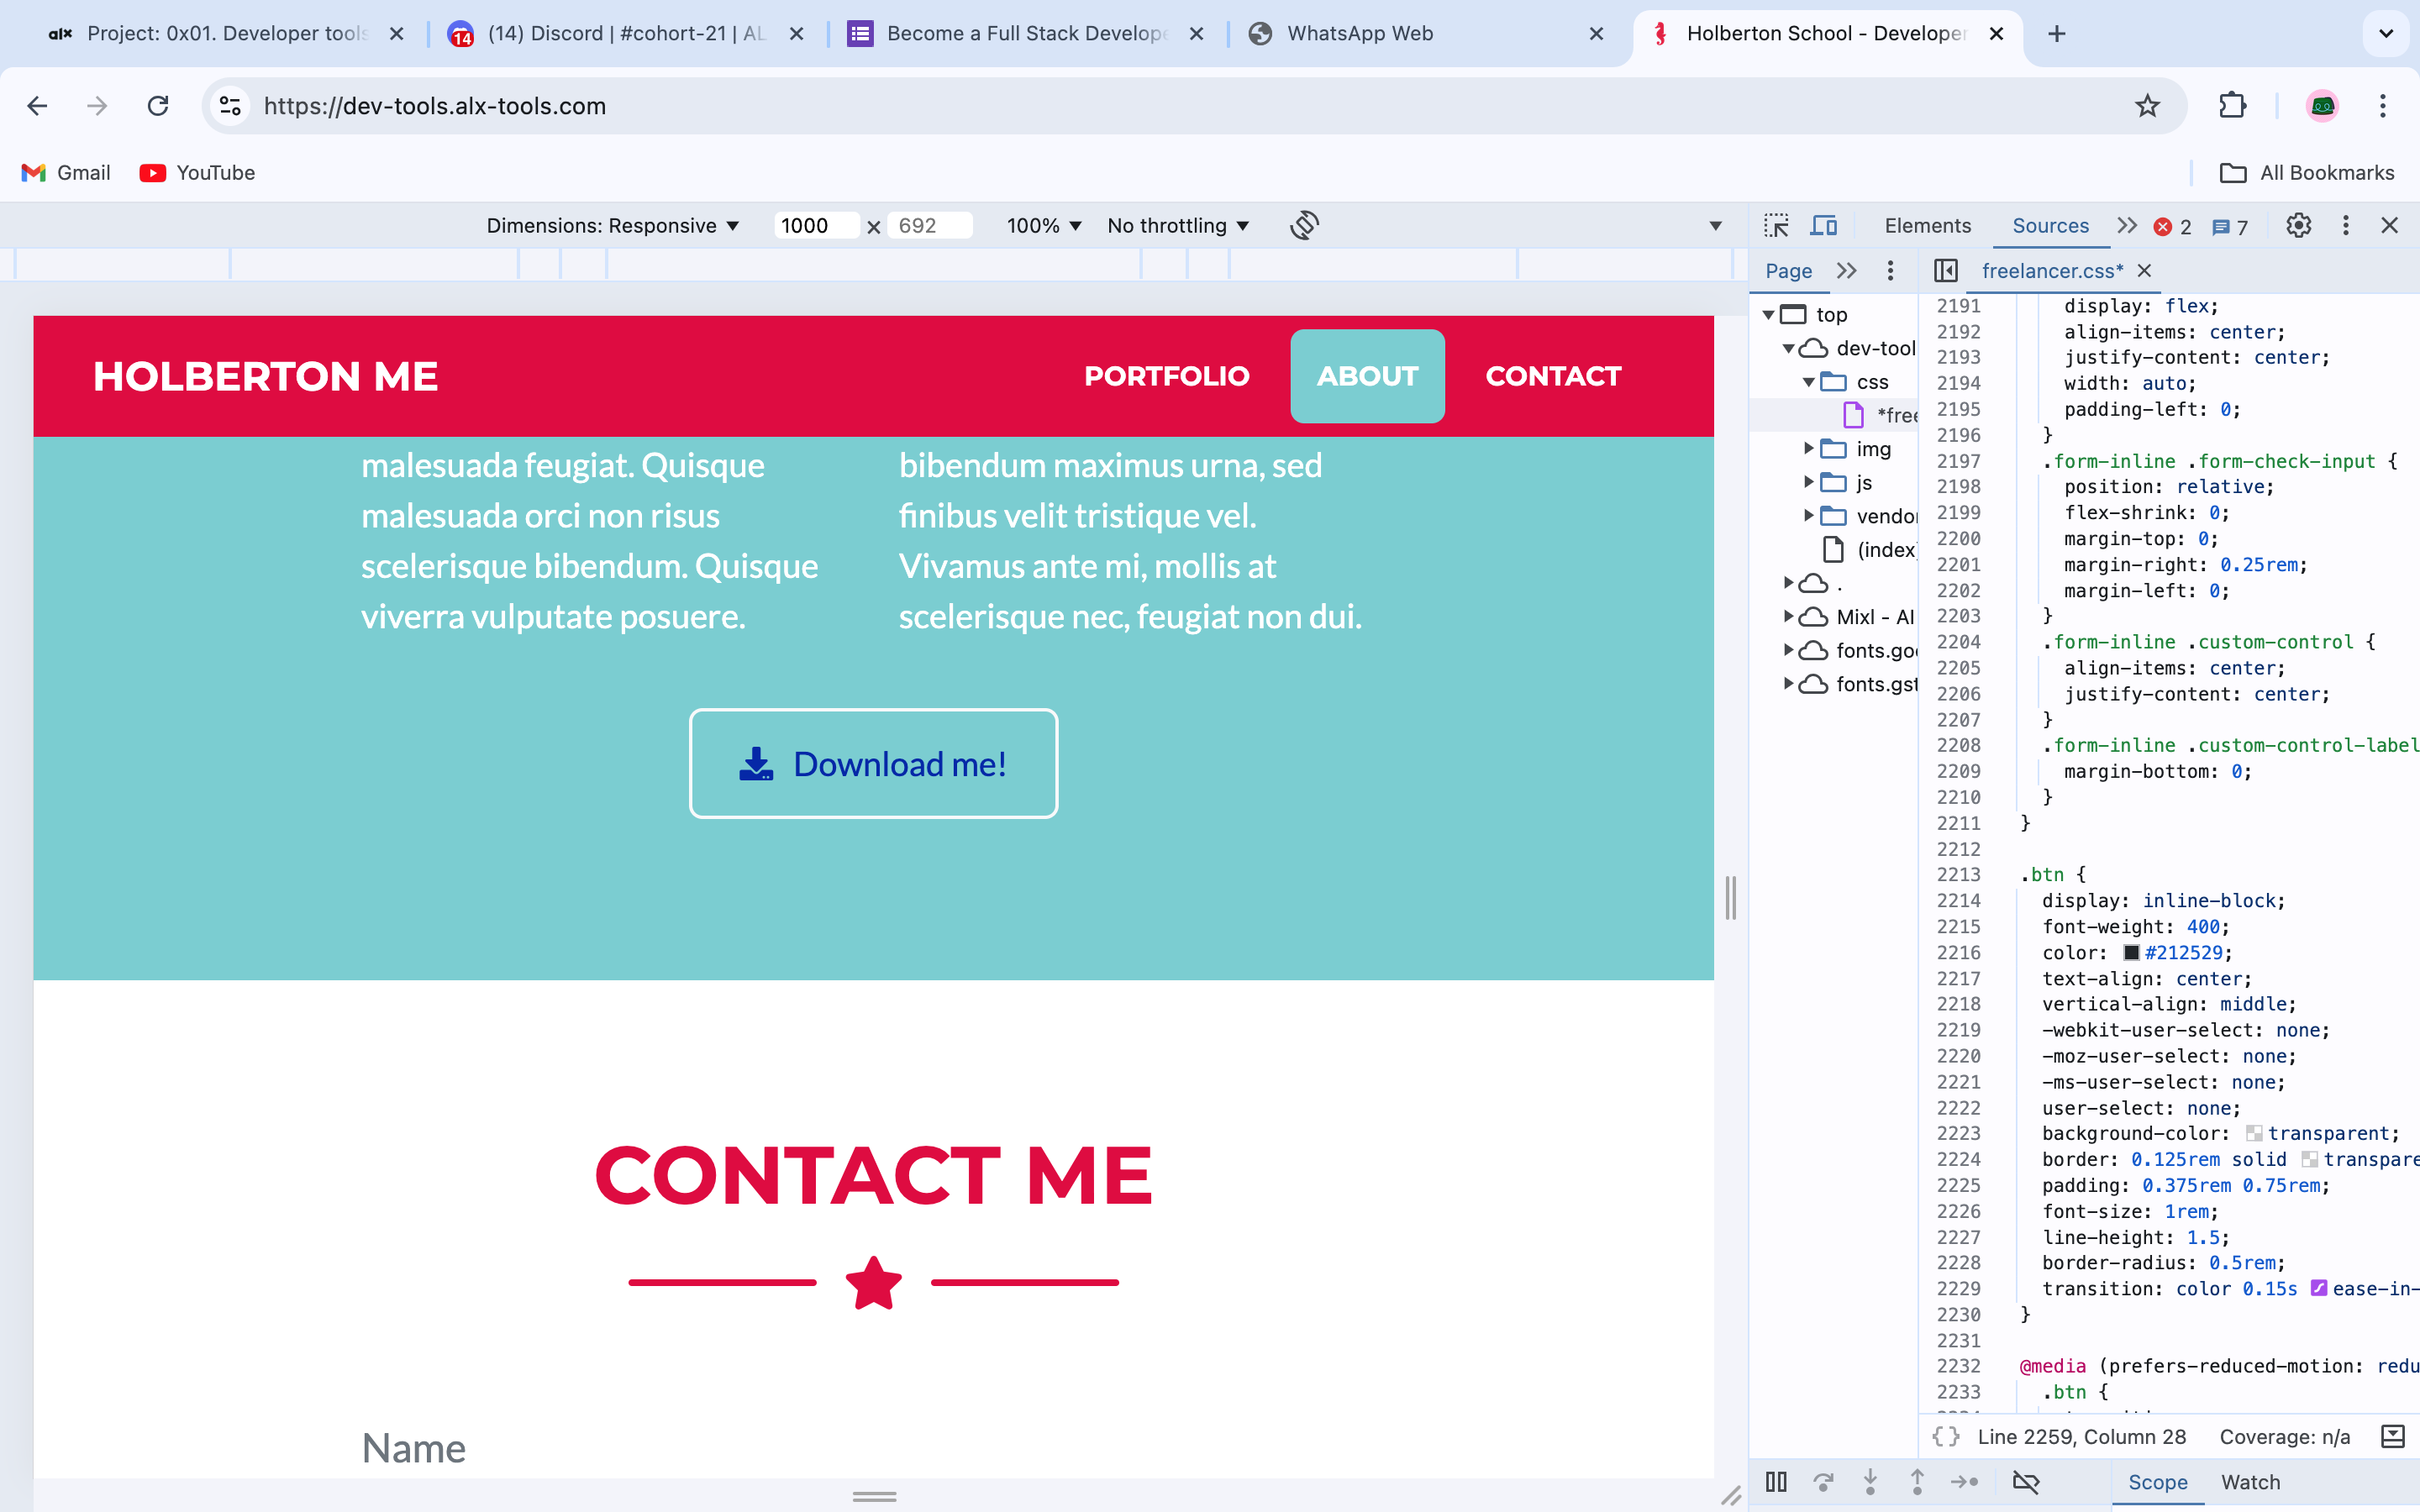 alx Project: 0x01. Developer tools
14 (14) Discord | #cohort-21 | AL
Become a Full Stack Develope
WhatsApp Web
Holberton School - Developer
https://dev-tools.alx-tools.com
Gmail YouTube All Bookmarks
Dimensions: Responsive 1000 x 692 100% No throttling
Elements Sources 2 7
Page freelancer.css*
top
dev-tool
css
*free
img
js
vendor
(index)
.
Mixl - AI
fonts.goo
fonts.gst
HOLBERTON ME PORTFOLIO ABOUT CONTACT
malesuada feugiat. Quisque
malesuada orci non risus
scelerisque bibendum. Quisque
viverra vulputate posuere.
bibendum maximus urna, sed
finibus velit tristique vel.
Vivamus ante mi, mollis at
scelerisque nec, feugiat non dui.
Download me!
CONTACT ME
Name
2191 display: flex;
2192 align-items: center;
2193 justify-content: center;
2194 width: auto;
2195 padding-left: 0;
2196 }
2197 .form-inline .form-check-input {
2198 position: relative;
2199 flex-shrink: 0;
2200 margin-top: 0;
2201 margin-right: 0.25rem;
2202 margin-left: 0;
2203 }
2204 .form-inline .custom-control {
2205 align-items: center;
2206 justify-content: center;
2207 }
2208 .form-inline .custom-control-label
2209 margin-bottom: 0;
2210 }
2211 }
2212
2213 .btn {
2214 display: inline-block;
2215 font-weight: 400;
2216 color: #212529;
2217 text-align: center;
2218 vertical-align: middle;
2219 -webkit-user-select: none;
2220 -moz-user-select: none;
2221 -ms-user-select: none;
2222 user-select: none;
2223 background-color: transparent;
2224 border: 0.125rem solid transpare
2225 padding: 0.375rem 0.75rem;
2226 font-size: 1rem;
2227 line-height: 1.5;
2228 border-radius: 0.5rem;
2229 transition: color 0.15s ease-in-
2230 }
2231
2232 @media (prefers-reduced-motion: redu
2233 .btn {
{} Line 2259, Column 28 Coverage: n/a
Scope Watch